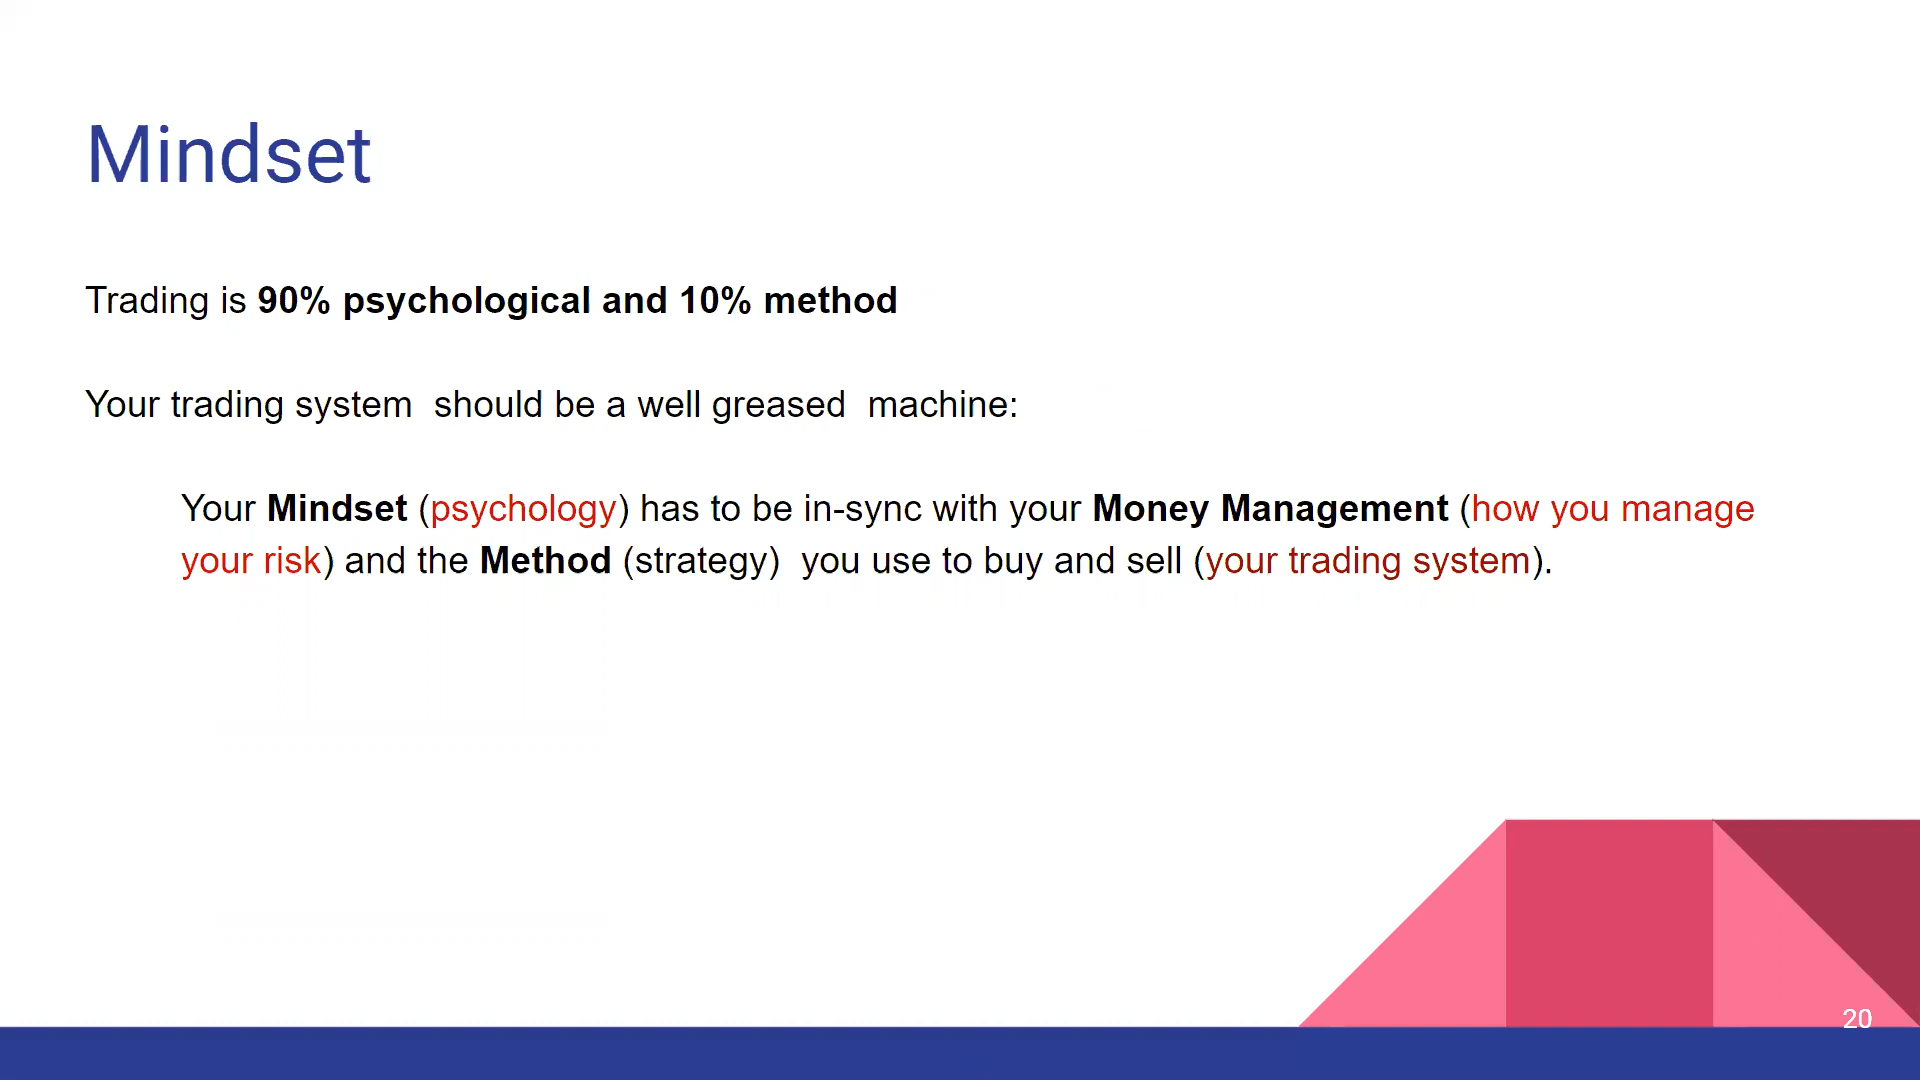 Mindset
Trading is 90% psychological and 10% method
Your trading system  should be a well greased  machine:
Your Mindset (psychology) has to be in-sync with your Money Management (how you manage
your risk) and the Method (strategy)  you use to buy and sell (your trading system).
20